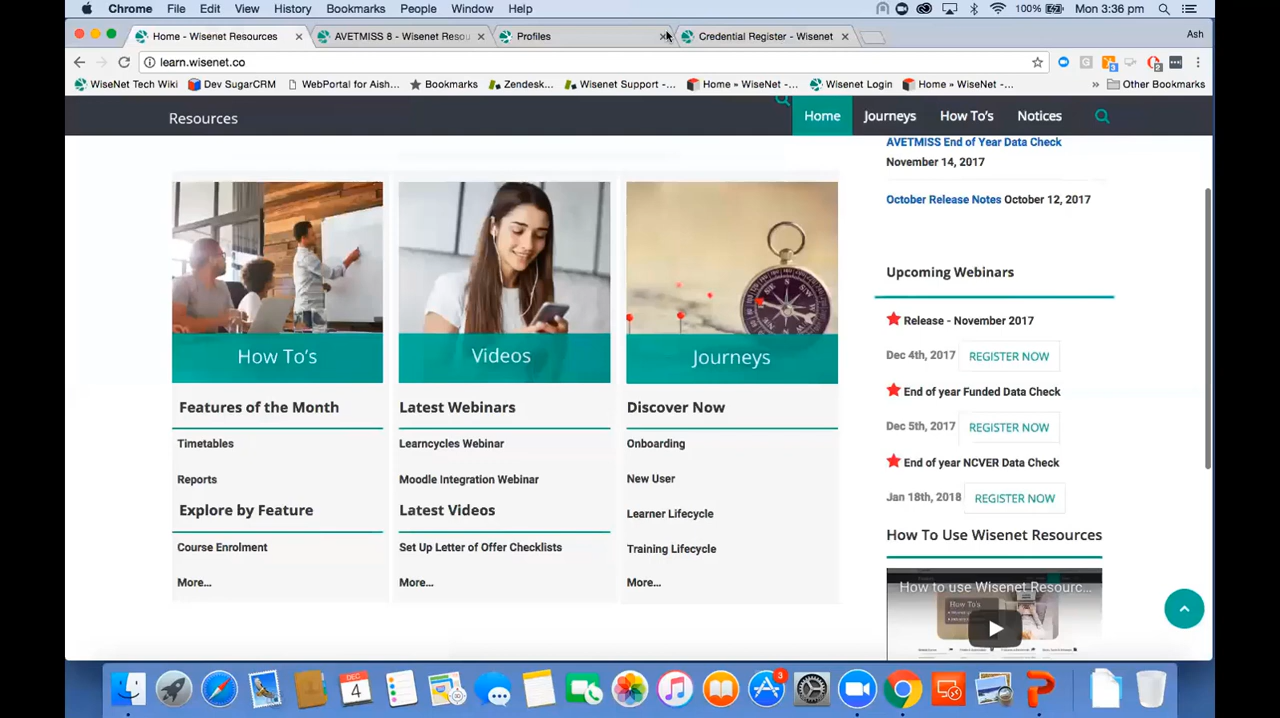 Chrome File Edit View History Bookmarks People Window Help 100% Mon 3:36 pm
Home - Wisenet Resources AVETMISS 8 - Wisenet Resou Profiles Credential Register - Wisenet Ash
learn.wisenet.co
WiseNet Tech Wiki Dev SugarCRM WebPortal for Aish... Bookmarks Zendesk... Wisenet Support -... Home » WiseNet -... Wisenet Login Home » WiseNet -... » Other Bookmarks
Resources Home Journeys How To's Notices
AVETMISS End of Year Data Check
November 14, 2017
October Release Notes October 12, 2017
How To's Videos Journeys
Features of the Month
Timetables
Reports
Explore by Feature
Course Enrolment
More...
Latest Webinars
Learncycles Webinar
Moodle Integration Webinar
Latest Videos
Set Up Letter of Offer Checklists
More...
Discover Now
Onboarding
New User
Learner Lifecycle
Training Lifecycle
More...
Upcoming Webinars
Release - November 2017
Dec 4th, 2017 REGISTER NOW
End of year Funded Data Check
Dec 5th, 2017 REGISTER NOW
End of year NCVER Data Check
Jan 18th, 2018 REGISTER NOW
How To Use Wisenet Resources
How to use Wisenet Resourc...
How To's
DEC
4
3